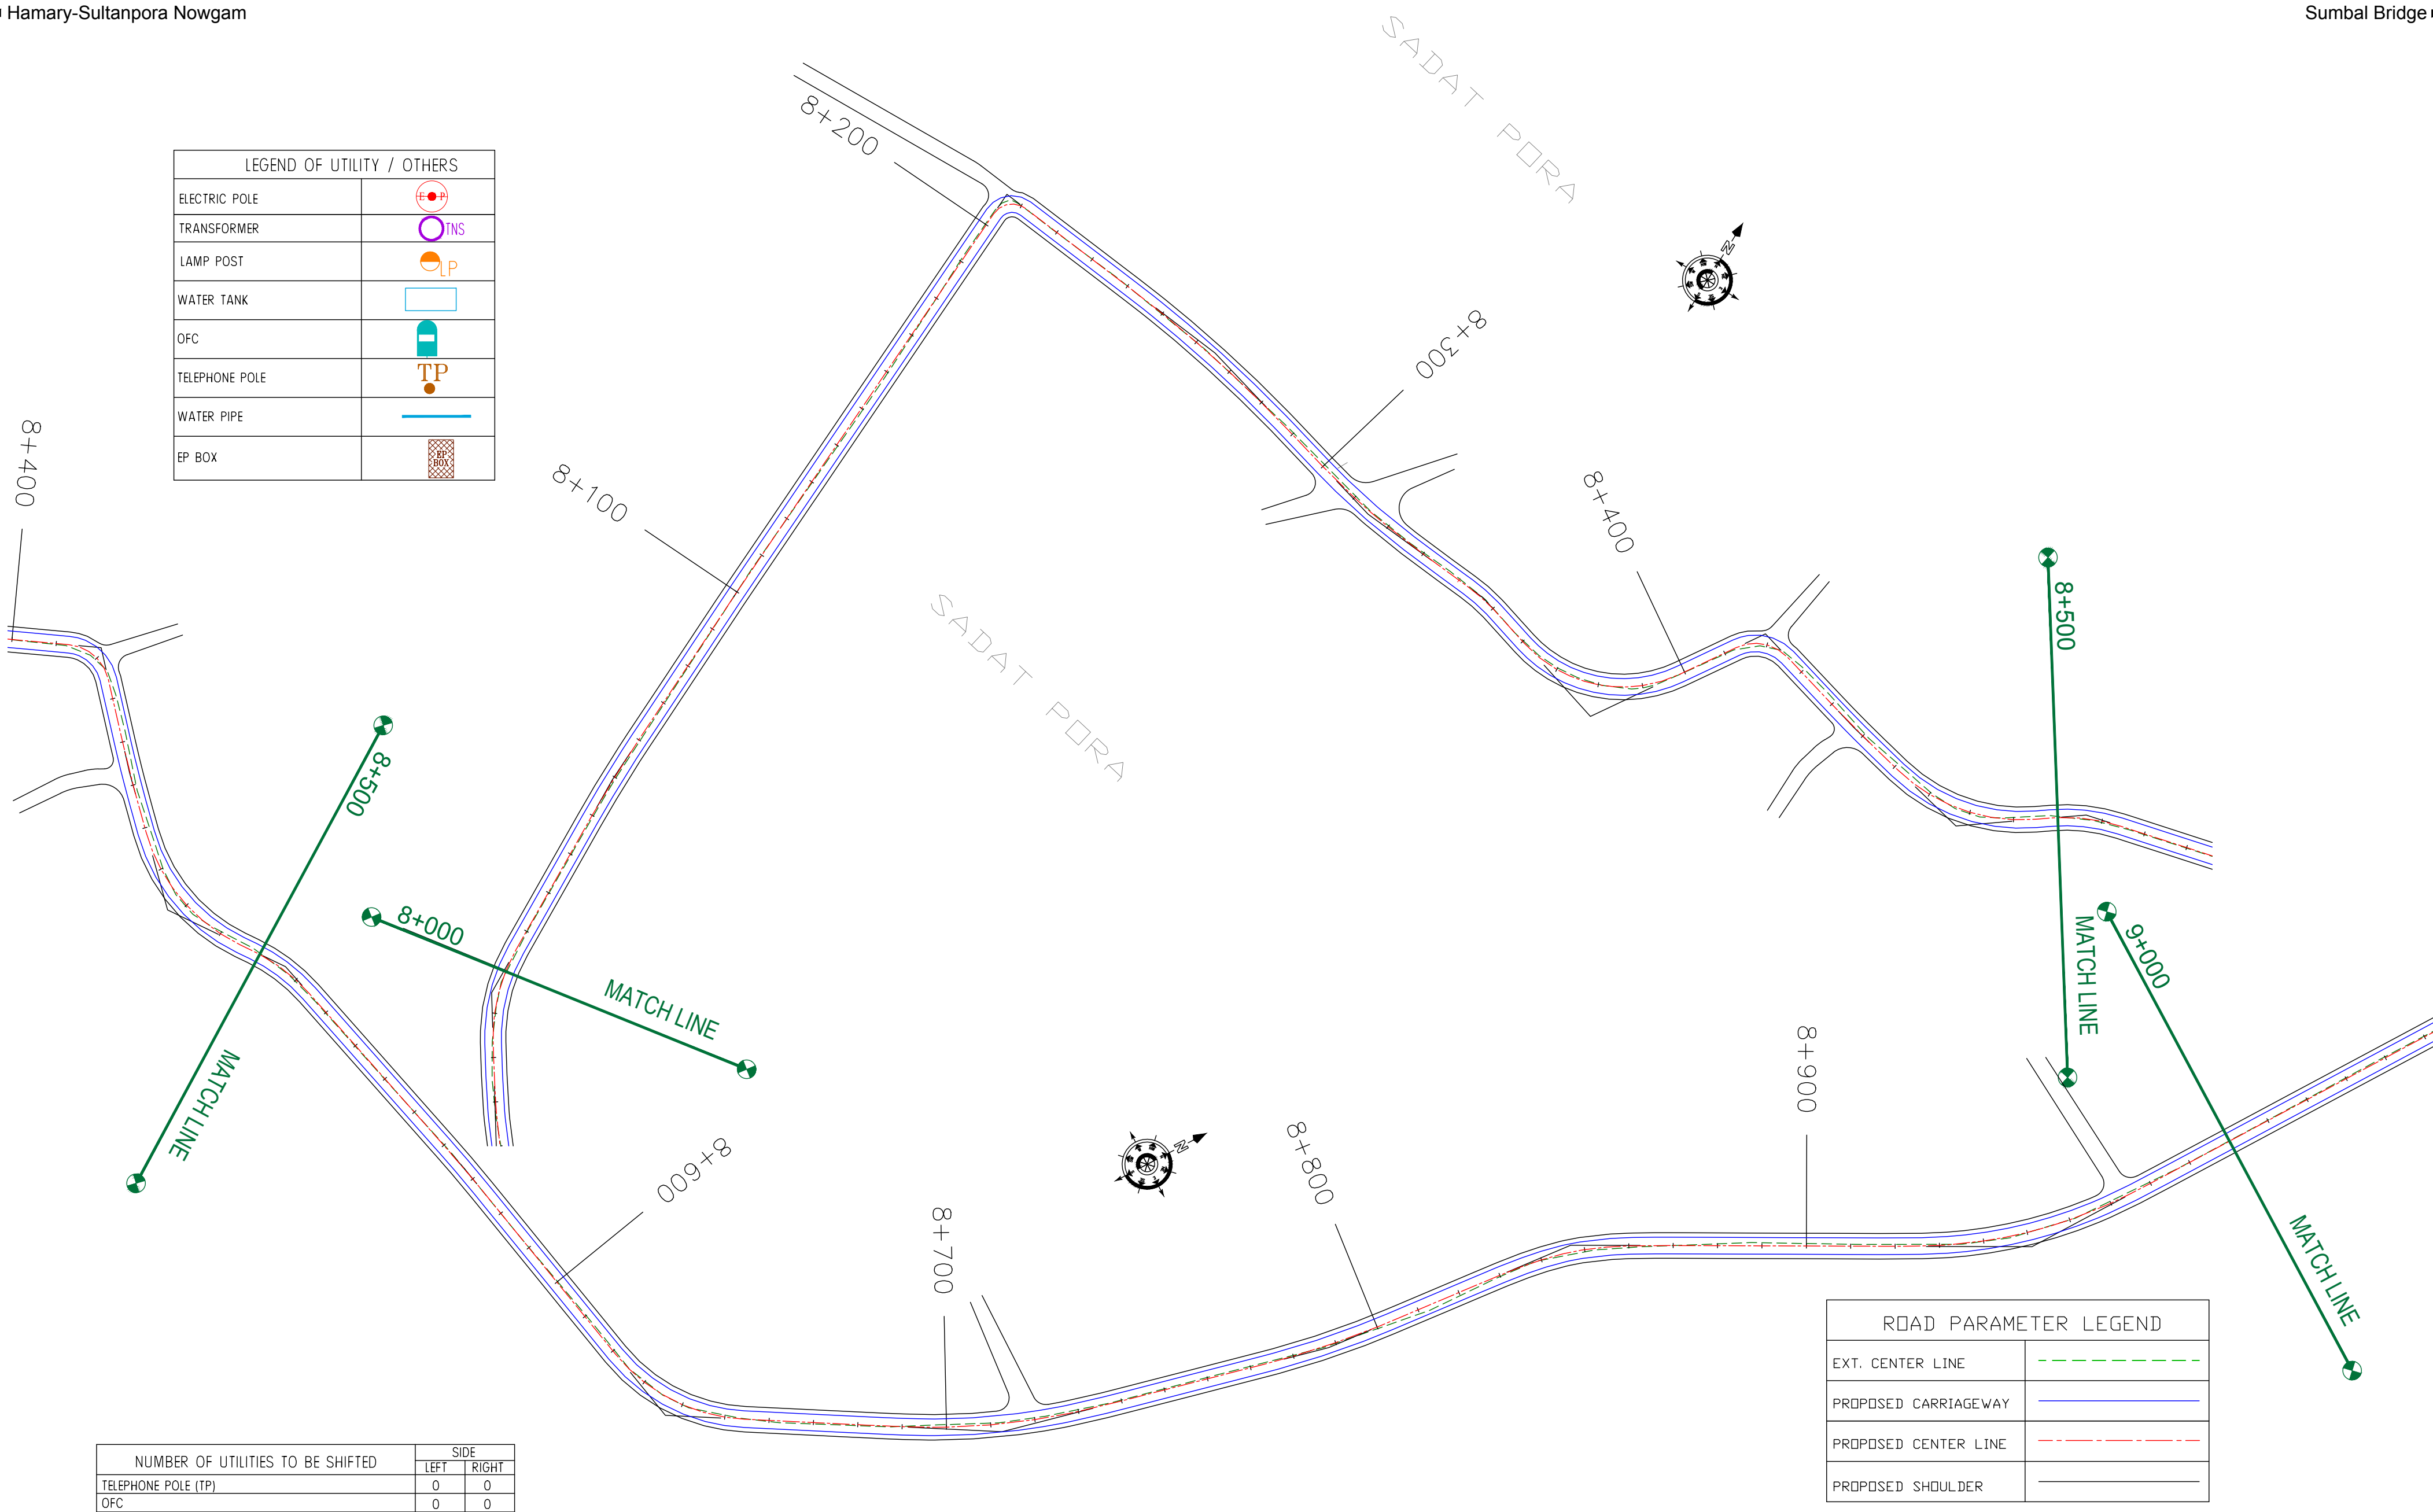 Hamary-Sultanpora Nowgam
Sumbal Bridge
SADAT PORA
8+200
LEGEND OF UTILITY / OTHERS
ELECTRIC POLE
E P
TRANSFORMER
TNS
LAMP POST
LP
WATER TANK
OFC
TELEPHONE POLE
TP
WATER PIPE
EP BOX
EP
BOX
N
8+300
8+400
8+100
8+400
8+500
MATCH LINE
SADAT PORA
8+500
MATCH LINE
8+000
MATCH LINE
9+000
MATCH LINE
8+600
8+700
N
8+800
8+900
ROAD PARAMETER LEGEND
EXT. CENTER LINE
PROPOSED CARRIAGEWAY
PROPOSED CENTER LINE
PROPOSED SHOULDER
NUMBER OF UTILITIES TO BE SHIFTED
SIDE
LEFT RIGHT
TELEPHONE POLE (TP) 0 0
OFC 0 0